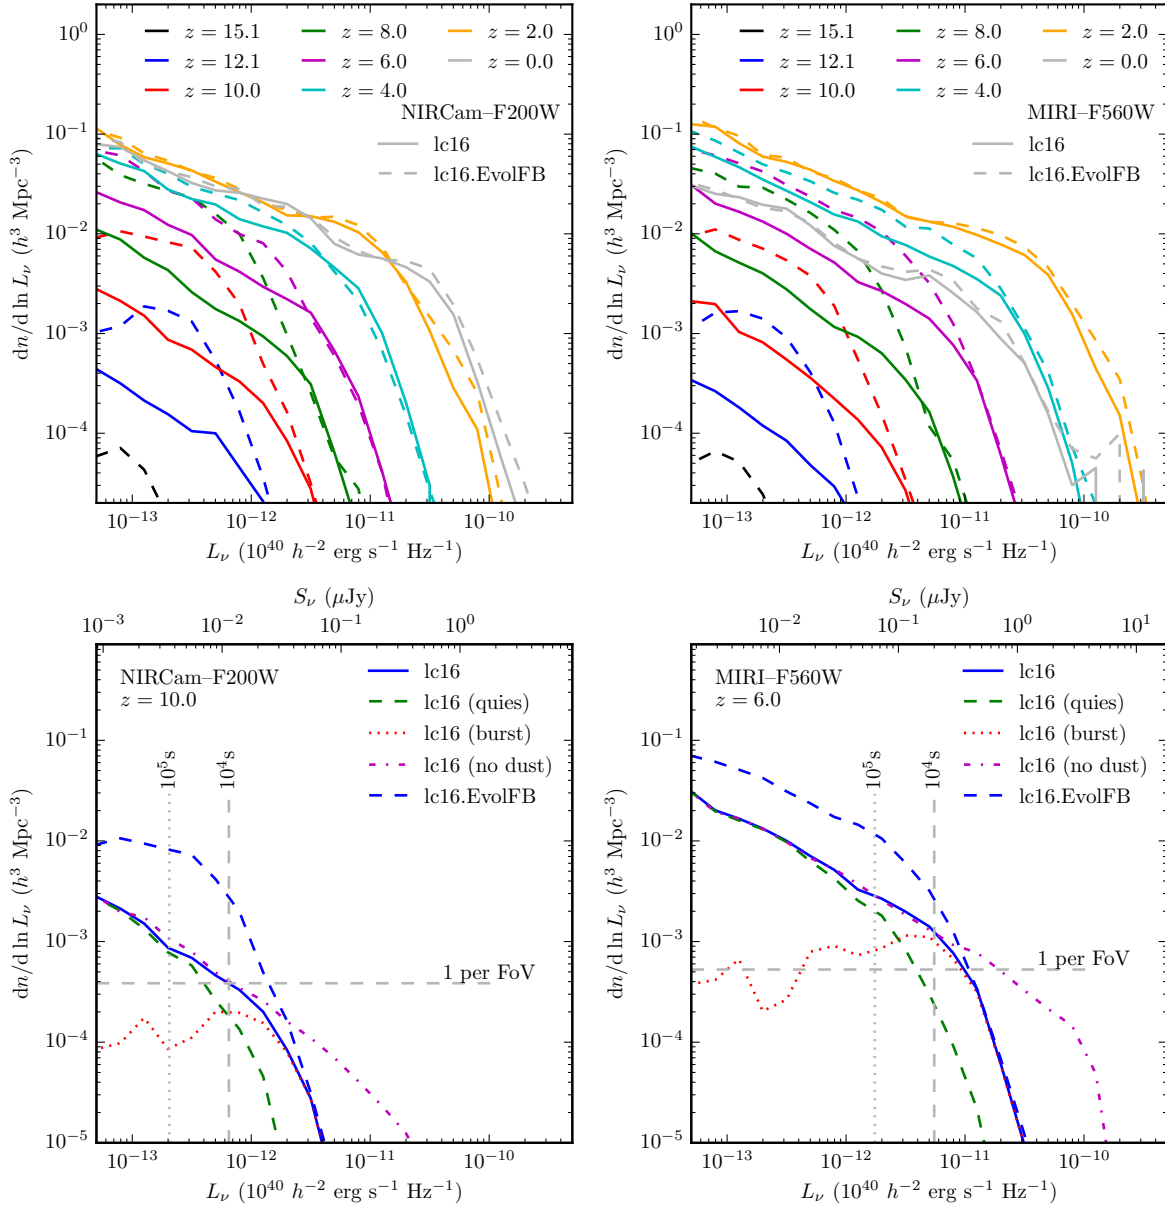 z = 15.1
z = 12.1
z = 10.0
z = 8.0
z = 6.0
z = 4.0
z = 2.0
z = 0.0
NIRCam–F200W
lc16
lc16.EvolFB
10^0
10^{-1}
10^{-2}
10^{-3}
10^{-4}
dn/d ln L_ν (h^3 Mpc^{-3})
10^{-13}
10^{-12}
10^{-11}
10^{-10}
L_ν (10^{40} h^{-2} erg s^{-1} Hz^{-1})
z = 15.1
z = 12.1
z = 10.0
z = 8.0
z = 6.0
z = 4.0
z = 2.0
z = 0.0
MIRI–F560W
lc16
lc16.EvolFB
10^0
10^{-1}
10^{-2}
10^{-3}
10^{-4}
dn/d ln L_ν (h^3 Mpc^{-3})
10^{-13}
10^{-12}
10^{-11}
10^{-10}
L_ν (10^{40} h^{-2} erg s^{-1} Hz^{-1})
S_ν (μJy)
10^{-3}
10^{-2}
10^{-1}
10^0
NIRCam–F200W
z = 10.0
lc16
lc16 (quies)
lc16 (burst)
lc16 (no dust)
lc16.EvolFB
10^5s
10^4s
1 per FoV
10^{-1}
10^{-2}
10^{-3}
10^{-4}
10^{-5}
dn/d ln L_ν (h^3 Mpc^{-3})
10^{-13}
10^{-12}
10^{-11}
10^{-10}
L_ν (10^{40} h^{-2} erg s^{-1} Hz^{-1})
S_ν (μJy)
10^{-2}
10^{-1}
10^0
10^1
MIRI–F560W
z = 6.0
lc16
lc16 (quies)
lc16 (burst)
lc16 (no dust)
lc16.EvolFB
10^5s
10^4s
1 per FoV
10^{-1}
10^{-2}
10^{-3}
10^{-4}
10^{-5}
dn/d ln L_ν (h^3 Mpc^{-3})
10^{-13}
10^{-12}
10^{-11}
10^{-10}
L_ν (10^{40} h^{-2} erg s^{-1} Hz^{-1})